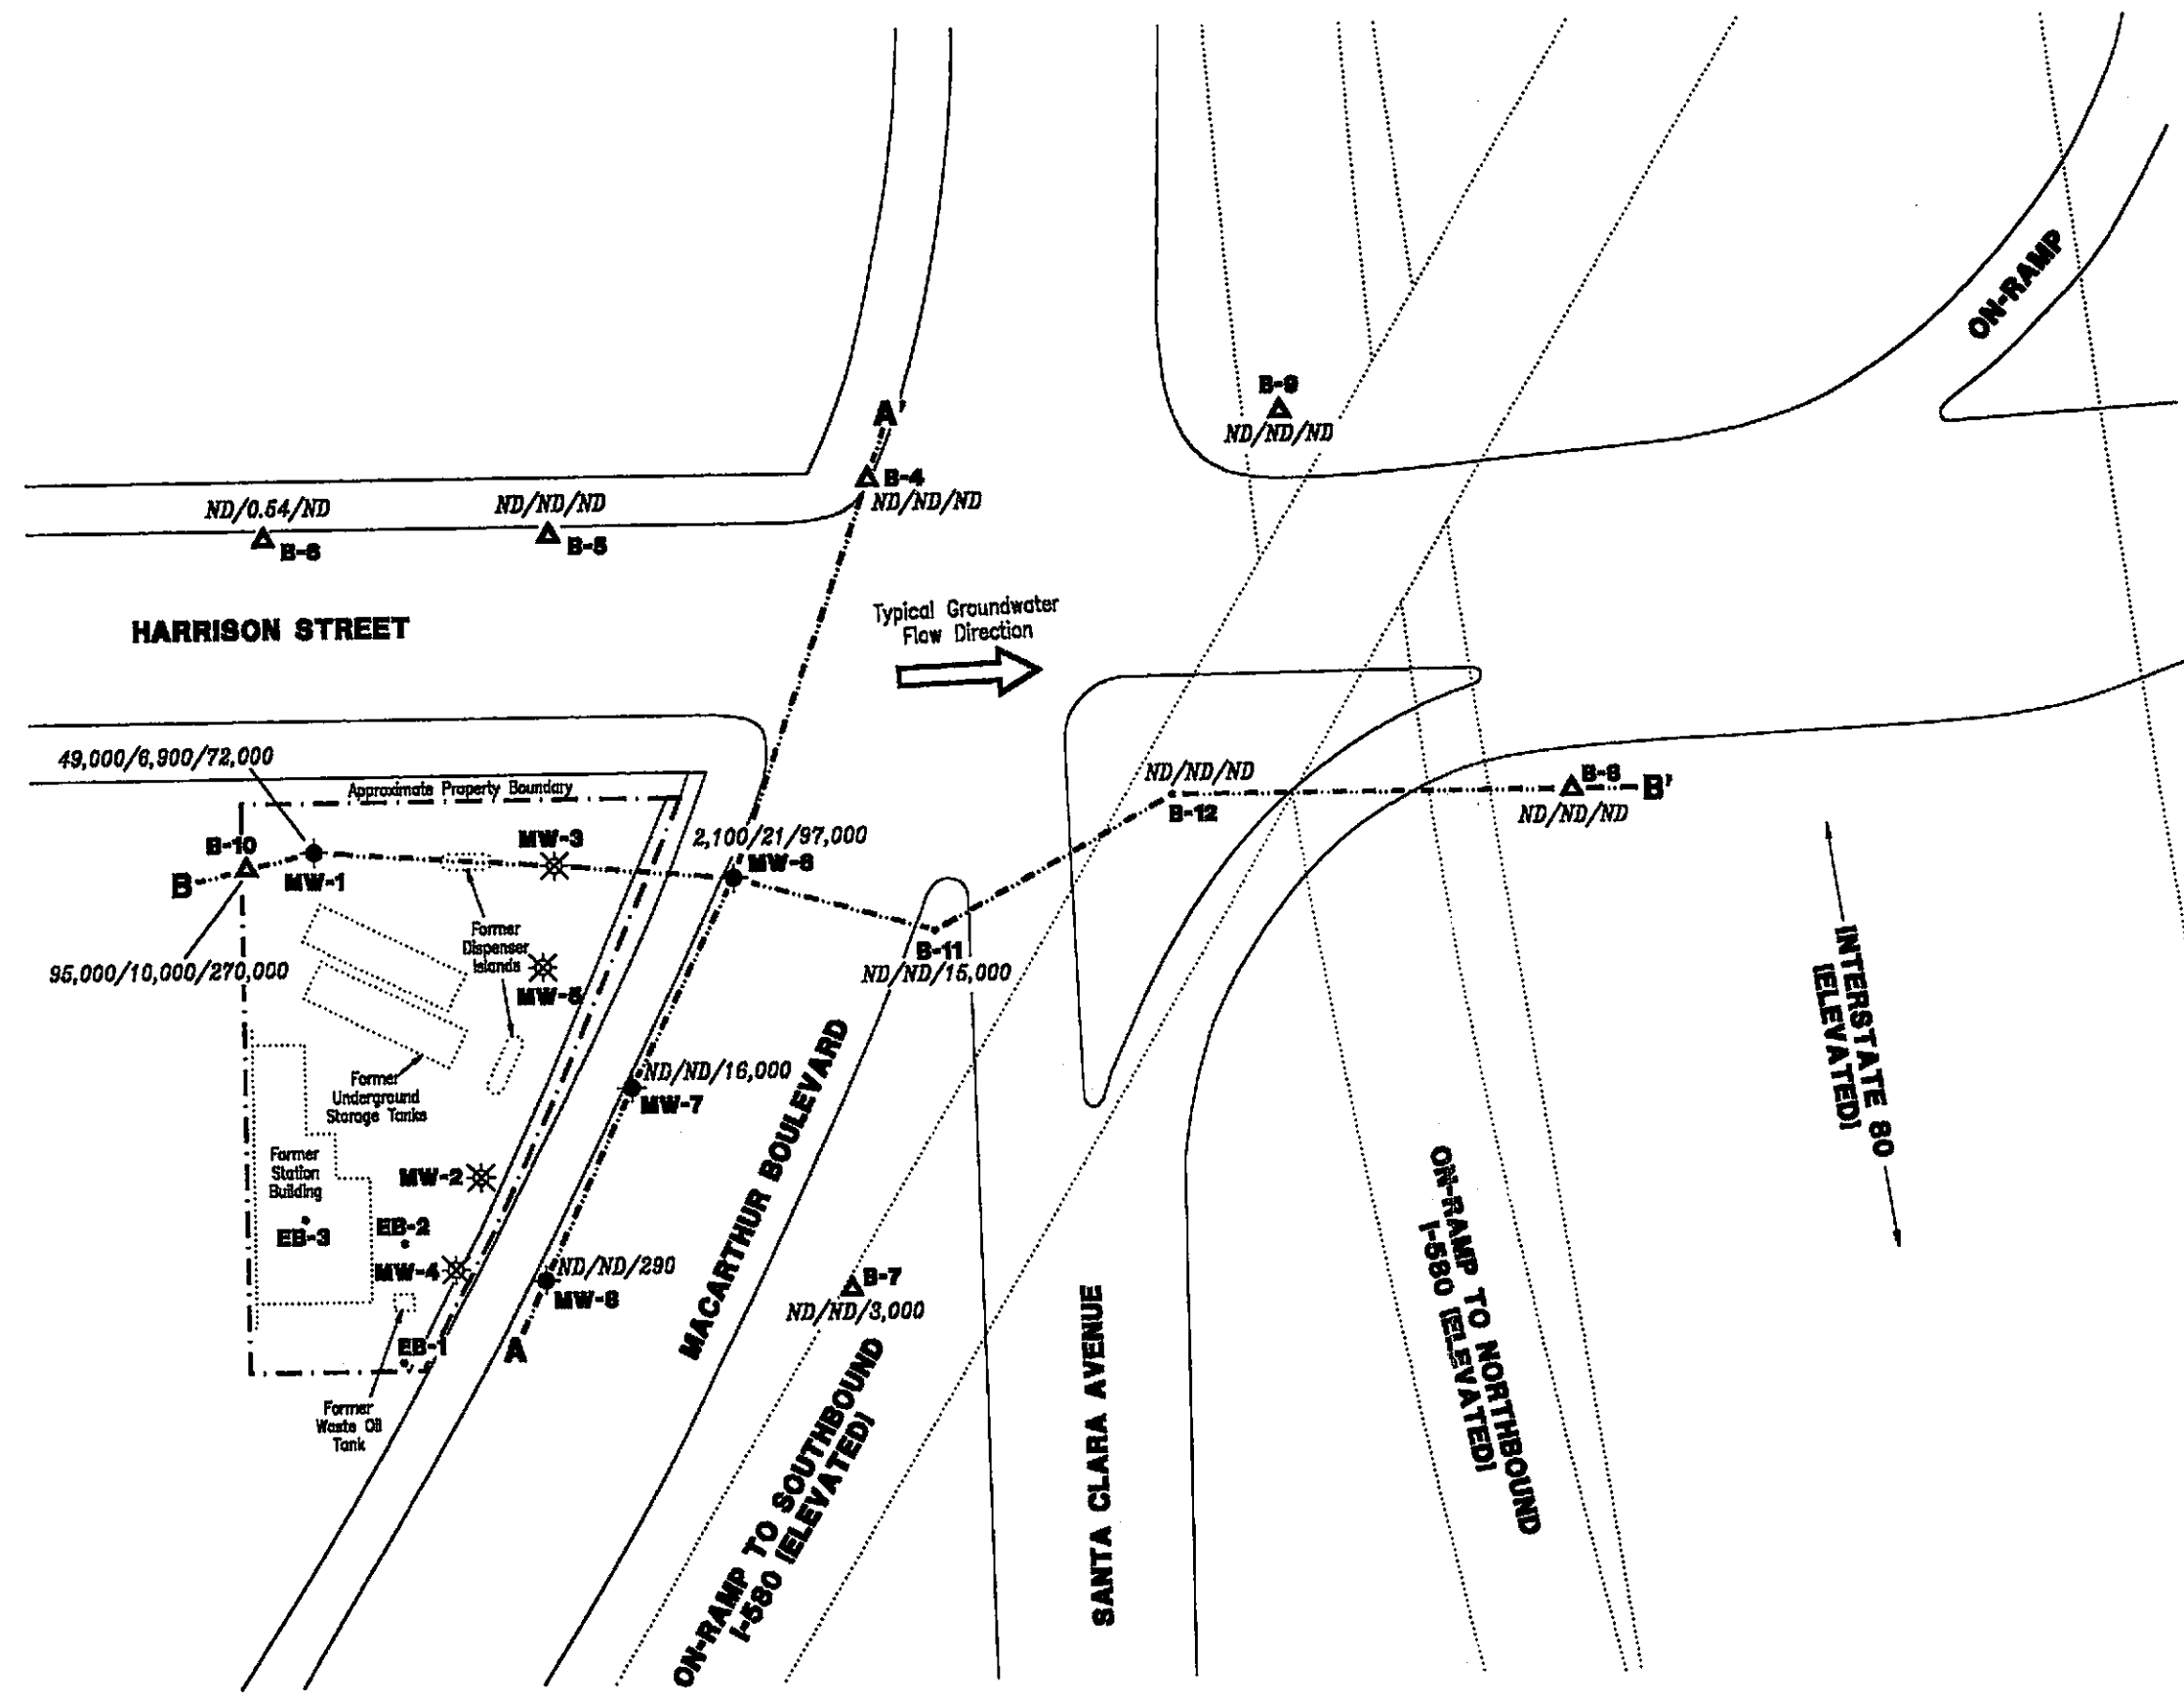 ON-RAMP
B-9
ND/ND/ND
A'
B-4
ND/ND/ND
ND/0.54/ND
B-6
ND/ND/ND
B-5
HARRISON STREET
Typical Groundwater
Flow Direction
49,000/6,900/72,000
Approximate Property Boundary
B-10
B
MW-1
MW-3
2,100/21/97,000
ND/ND/ND
B-12
B-8
B'
ND/ND/ND
95,000/10,000/270,000
Former
Dispenser
Islands
MW-5
B-11
ND/ND/15,000
INTERSTATE 80
(ELEVATED)
Former
Underground
Storage Tanks
ND/ND/16,000
MW-7
MACARTHUR BOULEVARD
Former
Station
Building
EB-3
MW-2
EB-2
MW-4
ND/ND/290
B-7
ND/ND/3,000
EB-1
A
Former
Waste Oil
Tank
ON-RAMP TO SOUTHBOUND
I-580 (ELEVATED)
SANTA CLARA AVENUE
ON-RAMP TO NORTHBOUND
I-580 (ELEVATED)